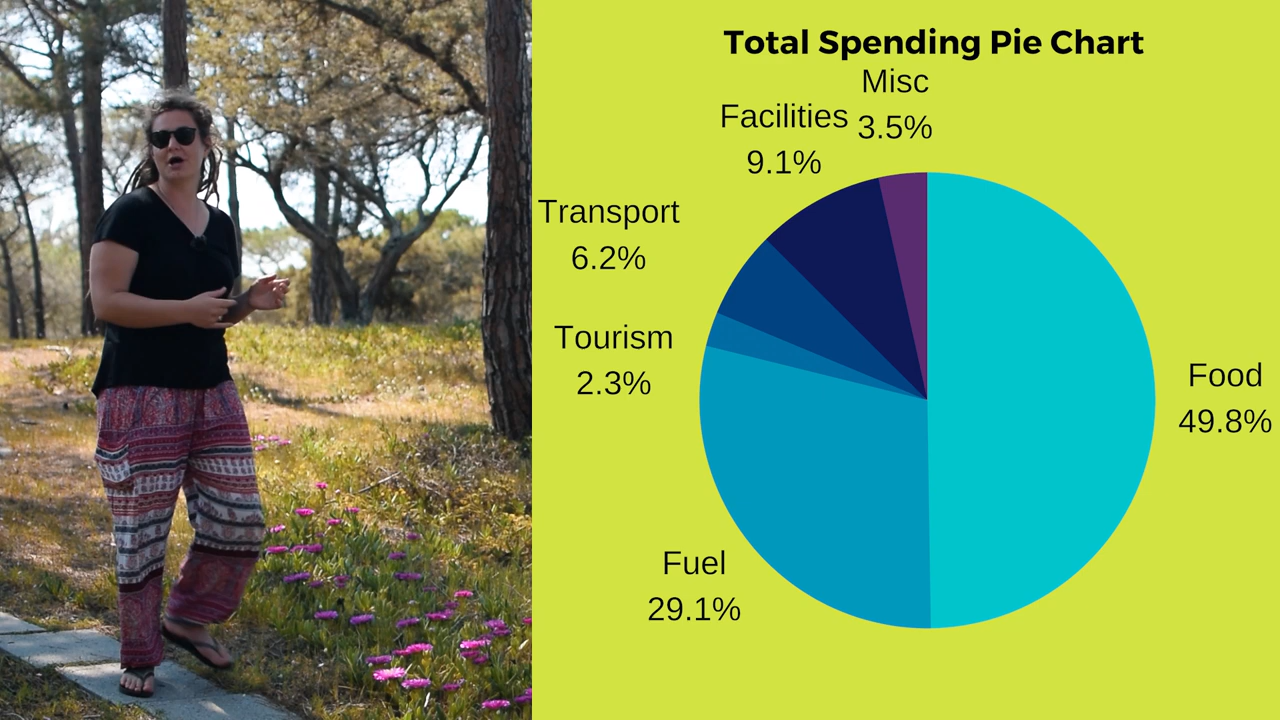 Total Spending Pie Chart
Misc
3.5%
Facilities
9.1%
Transport
6.2%
Tourism
2.3%
Food
49.8%
Fuel
29.1%